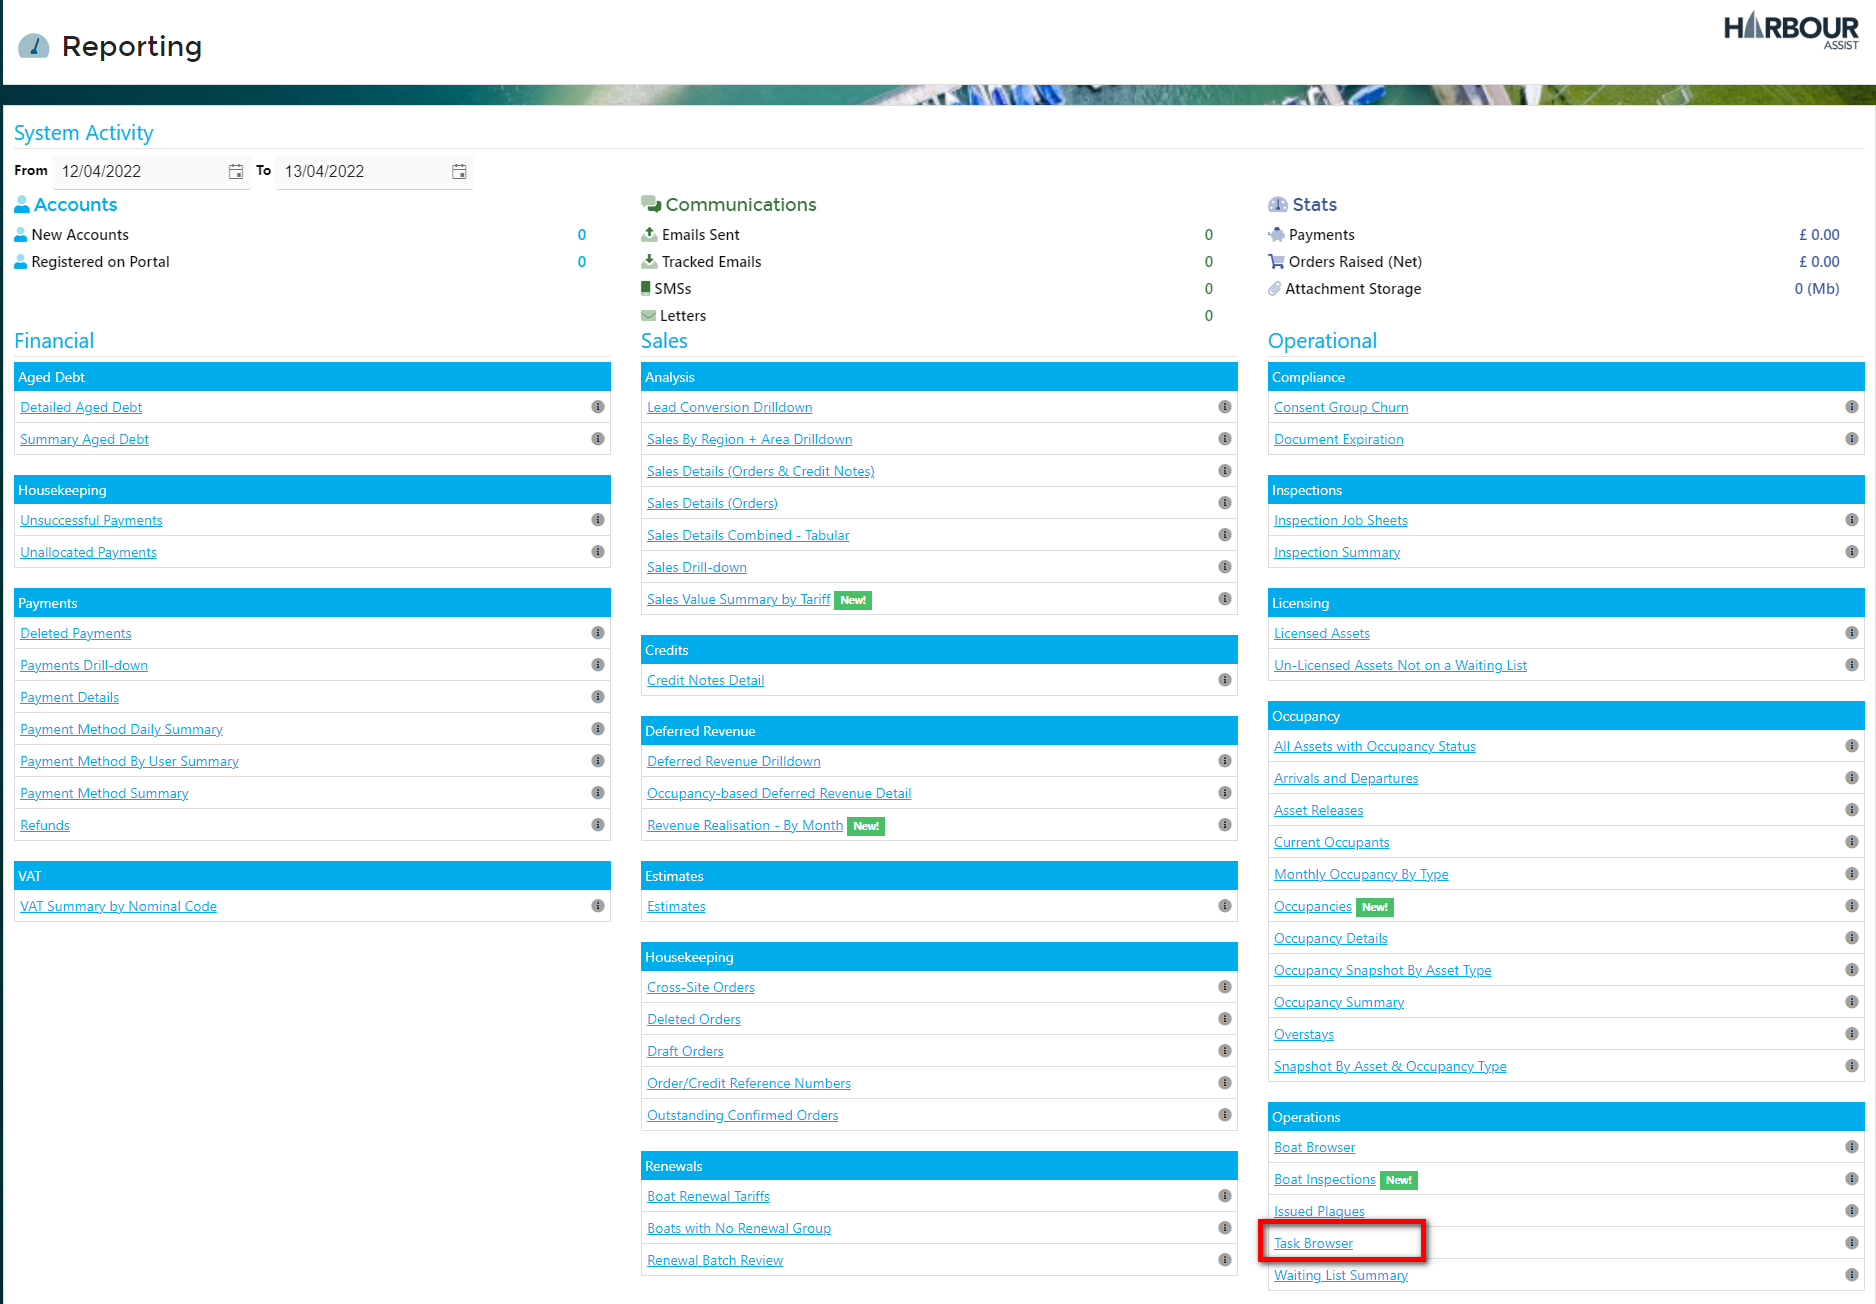 Reporting
HARBOUR
ASSIST
System Activity
From 12/04/2022 To 13/04/2022
Accounts
New Accounts 0
Registered on Portal 0
Communications
Emails Sent 0
Tracked Emails 0
SMSs 0
Letters 0
Stats
Payments £ 0.00
Orders Raised (Net) £ 0.00
Attachment Storage 0 (Mb)
Financial
Aged Debt
Detailed Aged Debt
Summary Aged Debt
Housekeeping
Unsuccessful Payments
Unallocated Payments
Payments
Deleted Payments
Payments Drill-down
Payment Details
Payment Method Daily Summary
Payment Method By User Summary
Payment Method Summary
Refunds
VAT
VAT Summary by Nominal Code
Sales
Analysis
Lead Conversion Drilldown
Sales By Region + Area Drilldown
Sales Details (Orders & Credit Notes)
Sales Details (Orders)
Sales Details Combined - Tabular
Sales Drill-down
Sales Value Summary by Tariff New!
Credits
Credit Notes Detail
Deferred Revenue
Deferred Revenue Drilldown
Occupancy-based Deferred Revenue Detail
Revenue Realisation - By Month New!
Estimates
Estimates
Housekeeping
Cross-Site Orders
Deleted Orders
Draft Orders
Order/Credit Reference Numbers
Outstanding Confirmed Orders
Renewals
Boat Renewal Tariffs
Boats with No Renewal Group
Renewal Batch Review
Operational
Compliance
Consent Group Churn
Document Expiration
Inspections
Inspection Job Sheets
Inspection Summary
Licensing
Licensed Assets
Un-Licensed Assets Not on a Waiting List
Occupancy
All Assets with Occupancy Status
Arrivals and Departures
Asset Releases
Current Occupants
Monthly Occupancy By Type
Occupancies New!
Occupancy Details
Occupancy Snapshot By Asset Type
Occupancy Summary
Overstays
Snapshot By Asset & Occupancy Type
Operations
Boat Browser
Boat Inspections New!
Issued Plaques
Task Browser
Waiting List Summary